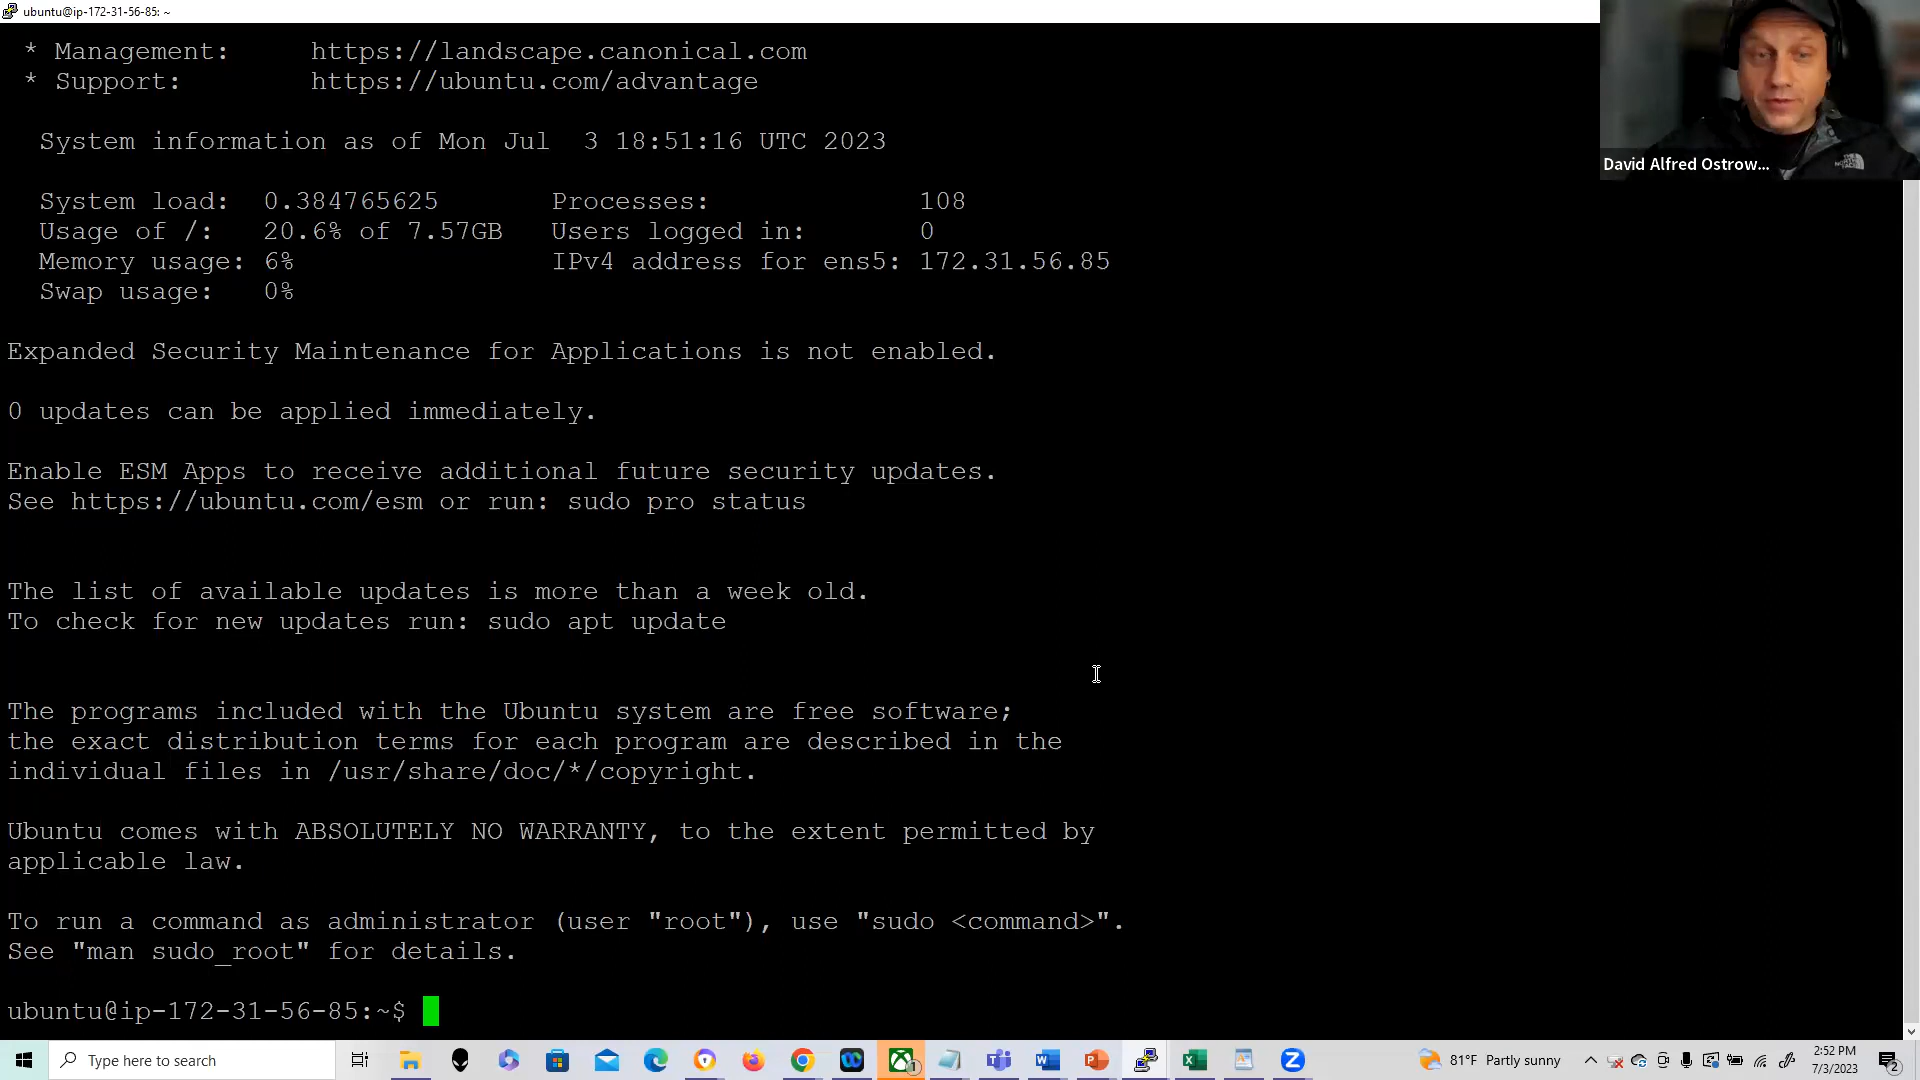 ubuntu@ip-172-31-56-85: ~
* Management: https://landscape.canonical.com
* Support: https://ubuntu.com/advantage
System information as of Mon Jul 3 18:51:16 UTC 2023
System load: 0.384765625 Processes: 108
Usage of /: 20.6% of 7.57GB Users logged in: 0
Memory usage: 6% IPv4 address for ens5: 172.31.56.85
Swap usage: 0%
Expanded Security Maintenance for Applications is not enabled.
0 updates can be applied immediately.
Enable ESM Apps to receive additional future security updates.
See https://ubuntu.com/esm or run: sudo pro status
The list of available updates is more than a week old.
To check for new updates run: sudo apt update
The programs included with the Ubuntu system are free software;
the exact distribution terms for each program are described in the
individual files in /usr/share/doc/*/copyright.
Ubuntu comes with ABSOLUTELY NO WARRANTY, to the extent permitted by
applicable law.
To run a command as administrator (user "root"), use "sudo <command>".
See "man sudo_root" for details.
ubuntu@ip-172-31-56-85:~$
David Alfred Ostrow...
Type here to search
81°F Partly sunny
2:52 PM
7/3/2023